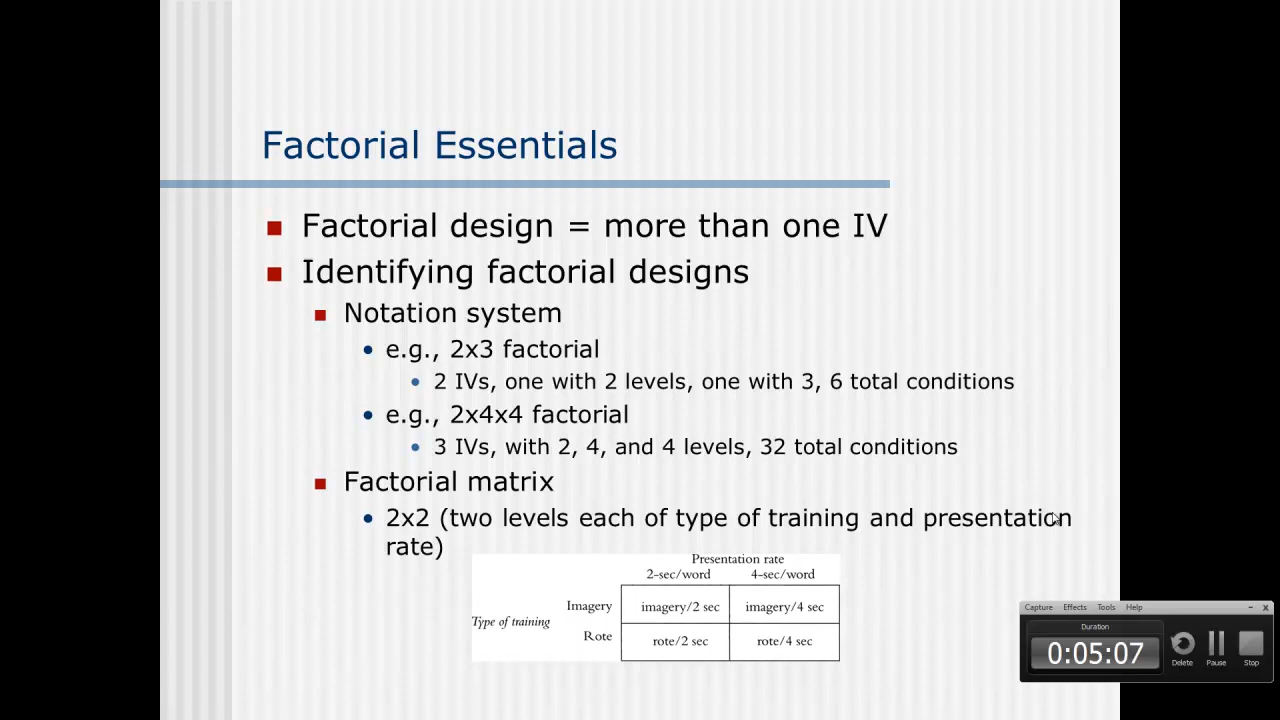 Factorial Essentials
Factorial design = more than one IV
Identifying factorial designs
Notation system
e.g., 2x3 factorial
2 IVs, one with 2 levels, one with 3, 6 total conditions
e.g., 2x4x4 factorial
3 IVs, with 2, 4, and 4 levels, 32 total conditions
Factorial matrix
2x2 (two levels each of type of training and presentation
rate)
Presentation rate
2-sec/word 4-sec/word
Imagery imagery/2 sec imagery/4 sec
Type of training
Rote rote/2 sec rote/4 sec
Capture Effects Tools Help
Duration
0:05:07
Delete Pause Stop